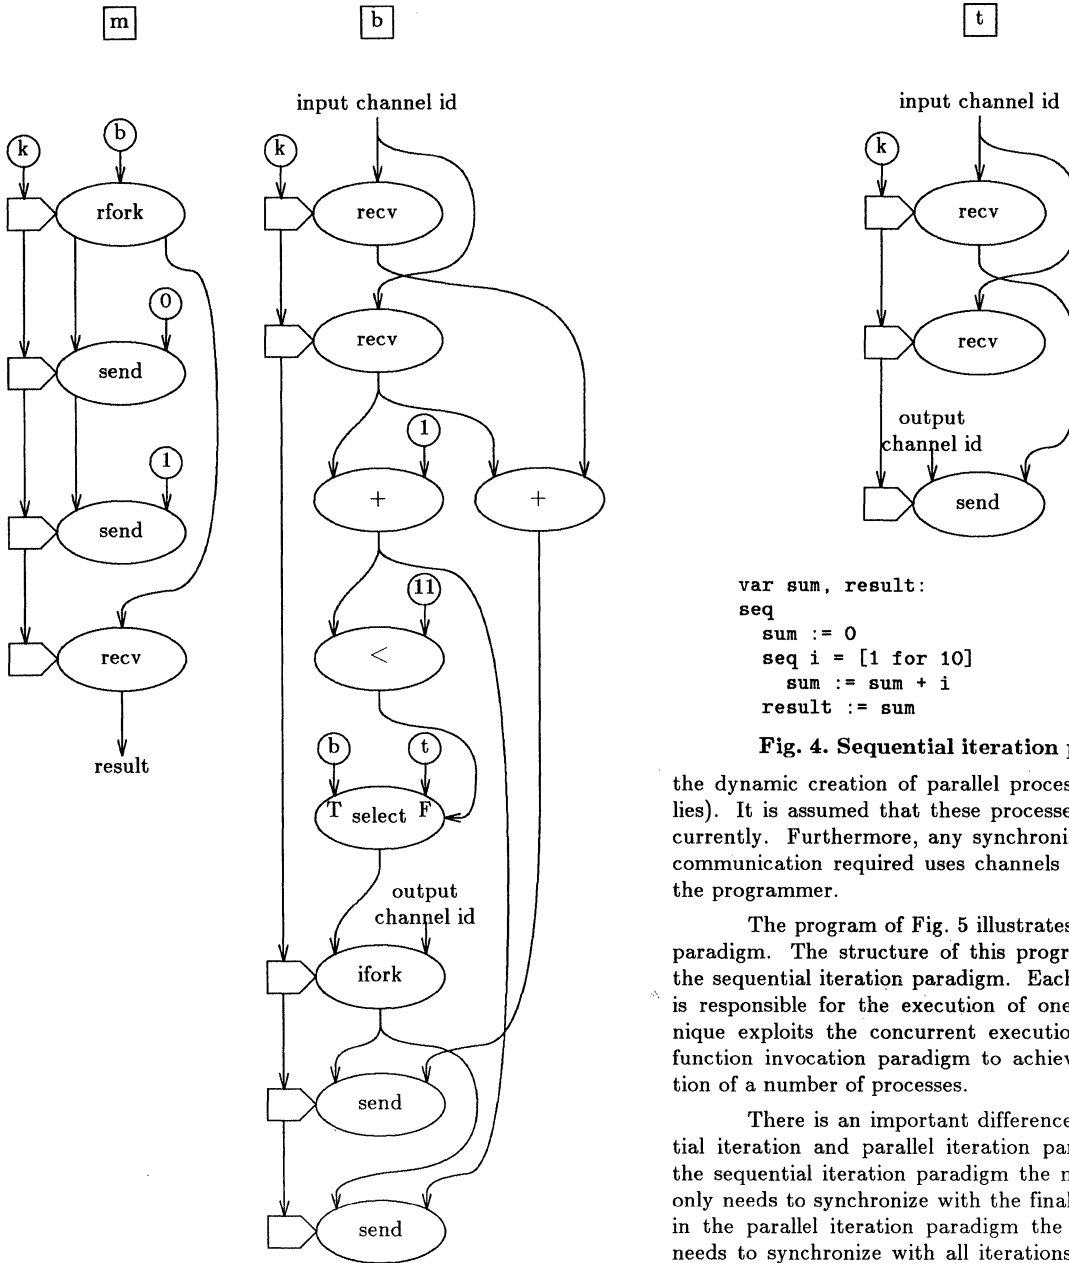 m
b
t
input channel id
input channel id
k
b
k
k
rfork
recv
recv
0
send
recv
recv
1
1
output
channel id
+
+
send
send
11
recv
<
result
b
t
T select F
output
channel id
ifork
send
send
var sum, result:
seq
sum := 0
seq i = [1 for 10]
sum := sum + i
result := sum
Fig. 4. Sequential iteration
the dynamic creation of parallel proces
lies). It is assumed that these processe
currently. Furthermore, any synchroni
communication required uses channels
the programmer.
The program of Fig. 5 illustrates
paradigm. The structure of this progr
the sequential iteration paradigm. Each
is responsible for the execution of one
nique exploits the concurrent executio
function invocation paradigm to achiev
tion of a number of processes.
There is an important difference
tial iteration and parallel iteration par
the sequential iteration paradigm the n
only needs to synchronize with the final
in the parallel iteration paradigm the
needs to synchronize with all iterations